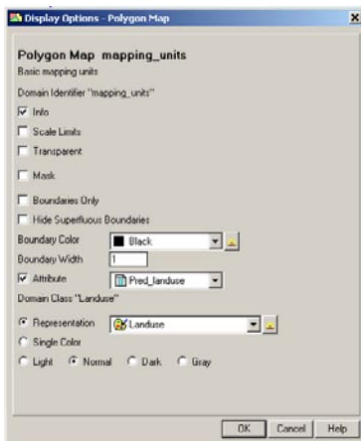 Display Options - Polygon Map
Polygon Map mapping_units
Basic mapping units
Domain Identifier "mapping_units"
Info
Scale Limits
Transparent
Mask
Boundaries Only
Hide Superfluous Boundaries
Boundary Color Black
Boundary Width 1
Attribute Pred_landuse
Domain Class "Landuse"
Representation Landuse
Single Color
Light Normal Dark Gray
OK Cancel Help